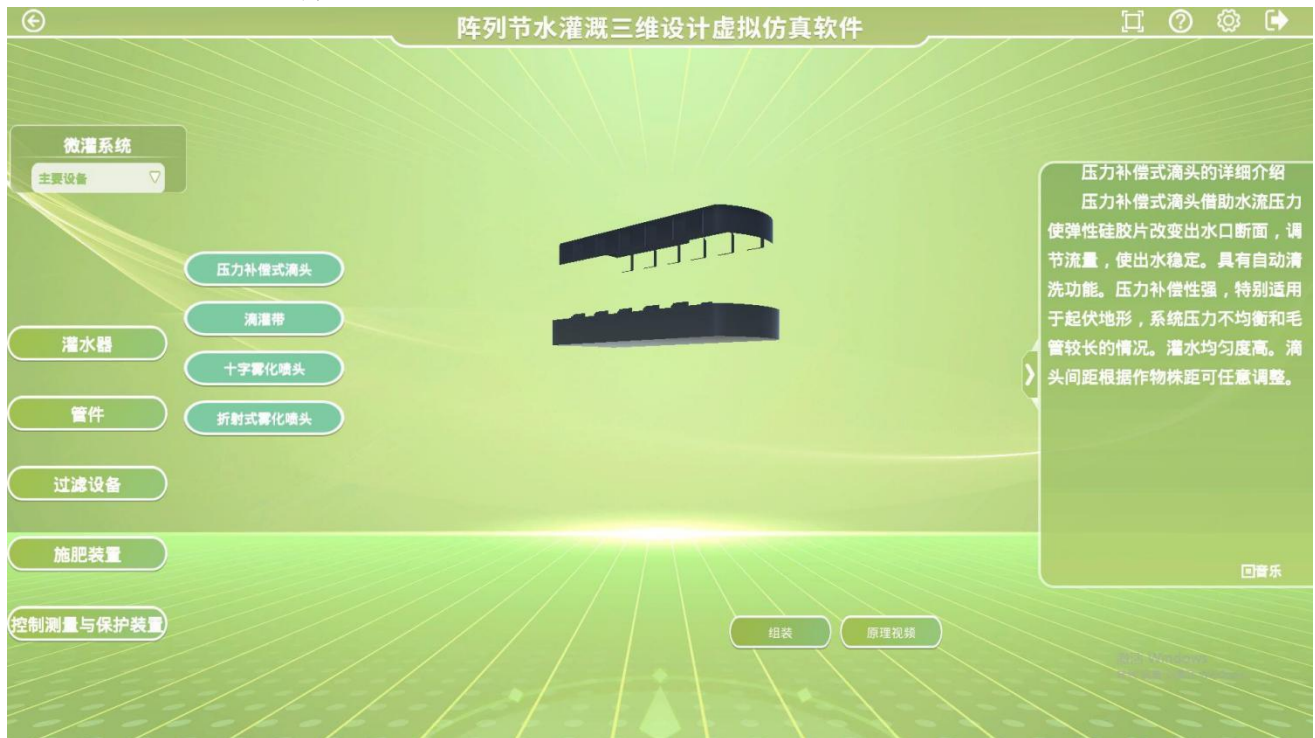 阵列节水灌溉三维设计虚拟仿真软件
微灌系统
主要设备
灌水器
管件
过滤设备
施肥装置
控制测量与保护装置
压力补偿式滴头
滴灌带
十字雾化喷头
折射式雾化喷头
压力补偿式滴头的详细介绍
压力补偿式滴头借助水流压力
使弹性硅胶片改变出水口断面，调
节流量，使出水稳定。具有自动清
洗功能。压力补偿性强，特别适用
于起伏地形，系统压力不均衡和毛
管较长的情况。灌水均匀度高。滴
头间距根据作物株距可任意调整。
音乐
组装
原理视频